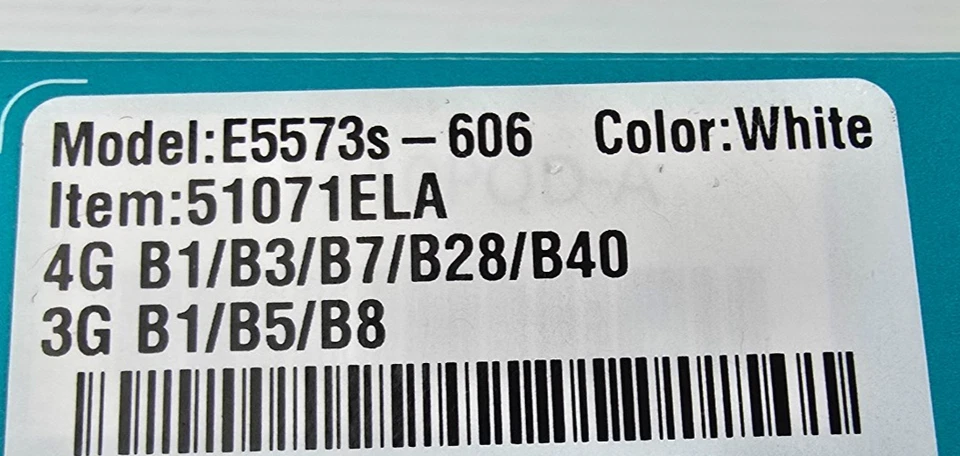 Model:E5573s-606 Color:White
Item:51071ELA
4G B1/B3/B7/B28/B40
3G B1/B5/B8